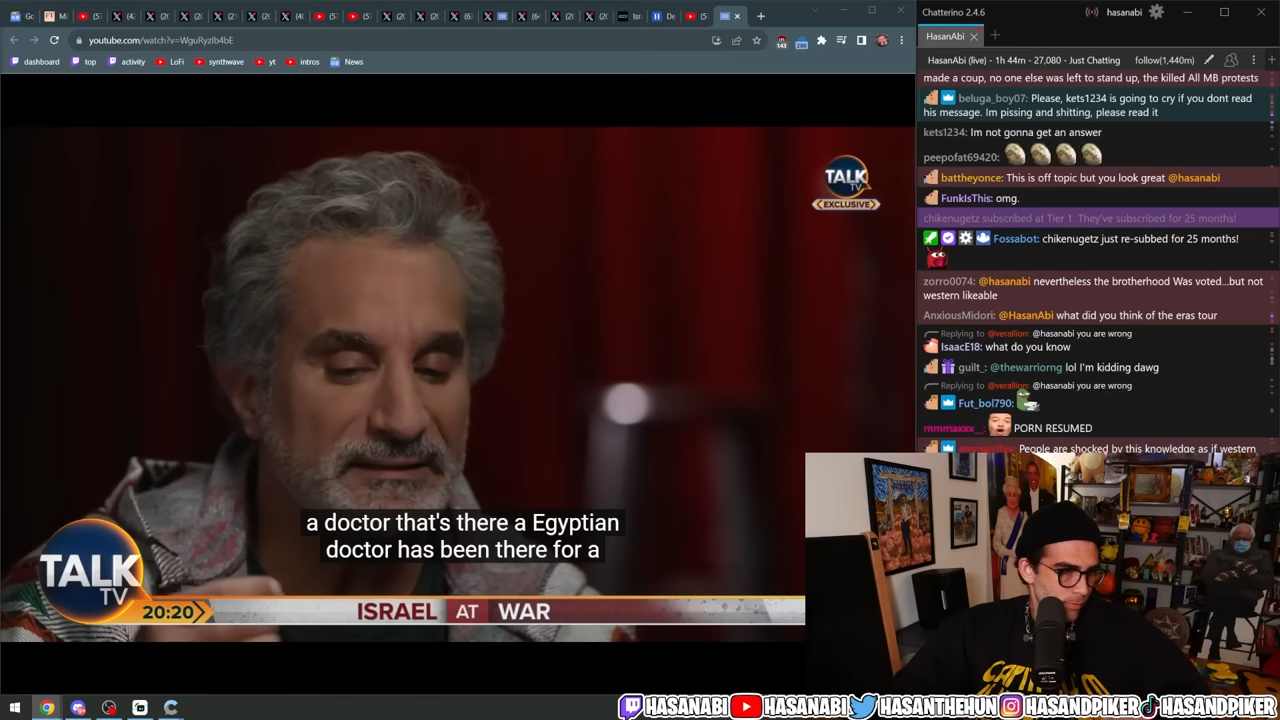 Chatterino 2.4.6
hasanabi
HasanAbi
youtube.com/watch?v=WguRyzIb4bE
dashboard
top
activity
LoFi
synthwave
yt
intros
News
HasanAbi (live) - 1h 44m - 27,080 - Just Chatting
follow(1,440m)
made a coup, no one else was left to stand up, the killed All MB protests
beluga_boy07: Please, kets1234 is going to cry if you dont read
his message. Im pissing and shitting, please read it
kets1234: Im not gonna get an answer
peepofat69420:
battheyonce: This is off topic but you look great @hasanabi
FunkIsThis: omg.
chikenugetz subscribed at Tier 1. They've subscribed for 25 months!
Fossabot: chikenugetz just re-subbed for 25 months!
zorro0074: @hasanabi nevertheless the brotherhood Was voted...but not
western likeable
AnxiousMidori: @HasanAbi what did you think of the eras tour
Replying to @verallion: @hasanabi you are wrong
IsaacE18: what do you know
guilt_: @thewarriorng lol I'm kidding dawg
Replying to @verallion: @hasanabi you are wrong
Fut_bol790:
mmmaxxx__: PORN RESUMED
People are shocked by this knowledge as if western
TALK
TV
EXCLUSIVE
a doctor that's there a Egyptian
doctor has been there for a
TALK
TV
20:20
ISRAEL AT WAR
HASANABI
HASANABI
HASANTHEHUN
HASANDPIKER
HASANDPIKER